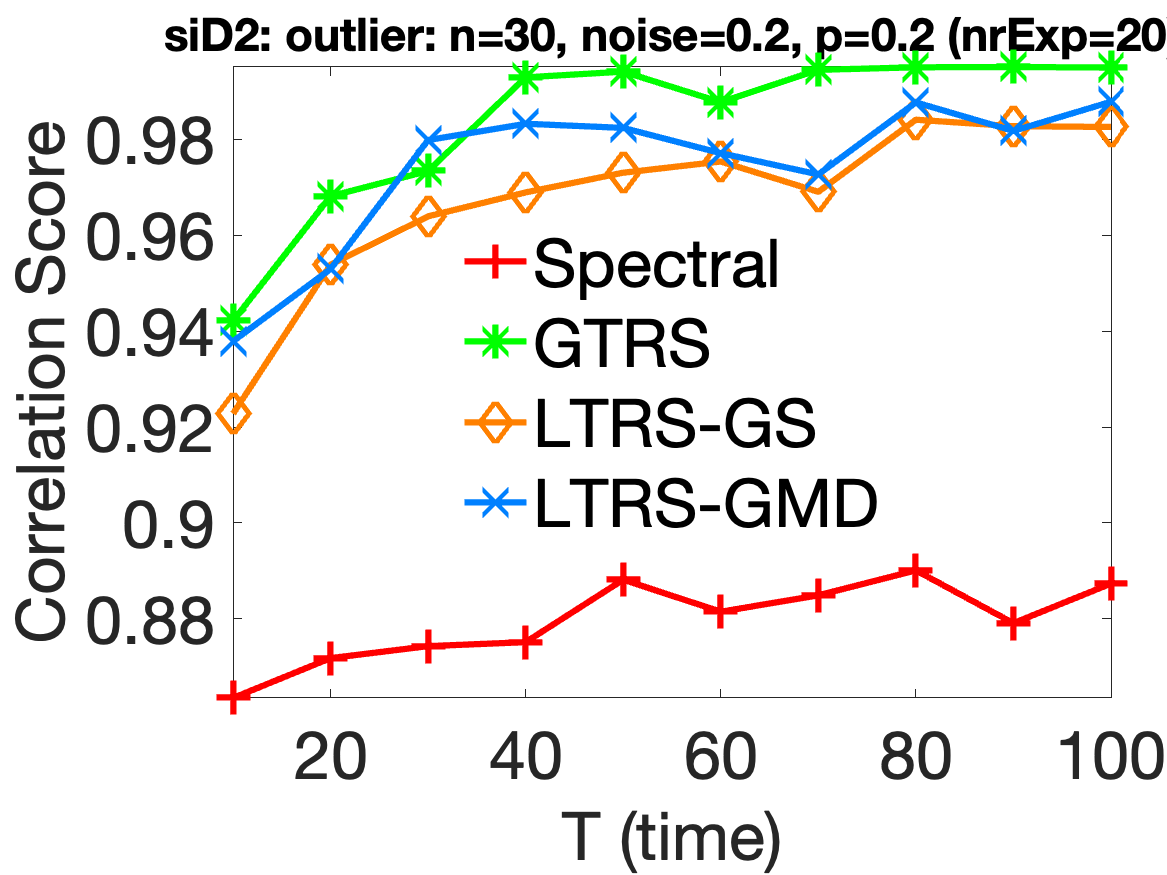 siD2: outlier: n=30, noise=0.2, p=0.2 (nrExp=20)
Correlation Score
0.98
0.96
0.94
0.92
0.9
0.88
Spectral
GTRS
LTRS-GS
LTRS-GMD
20 40 60 80 100
T (time)